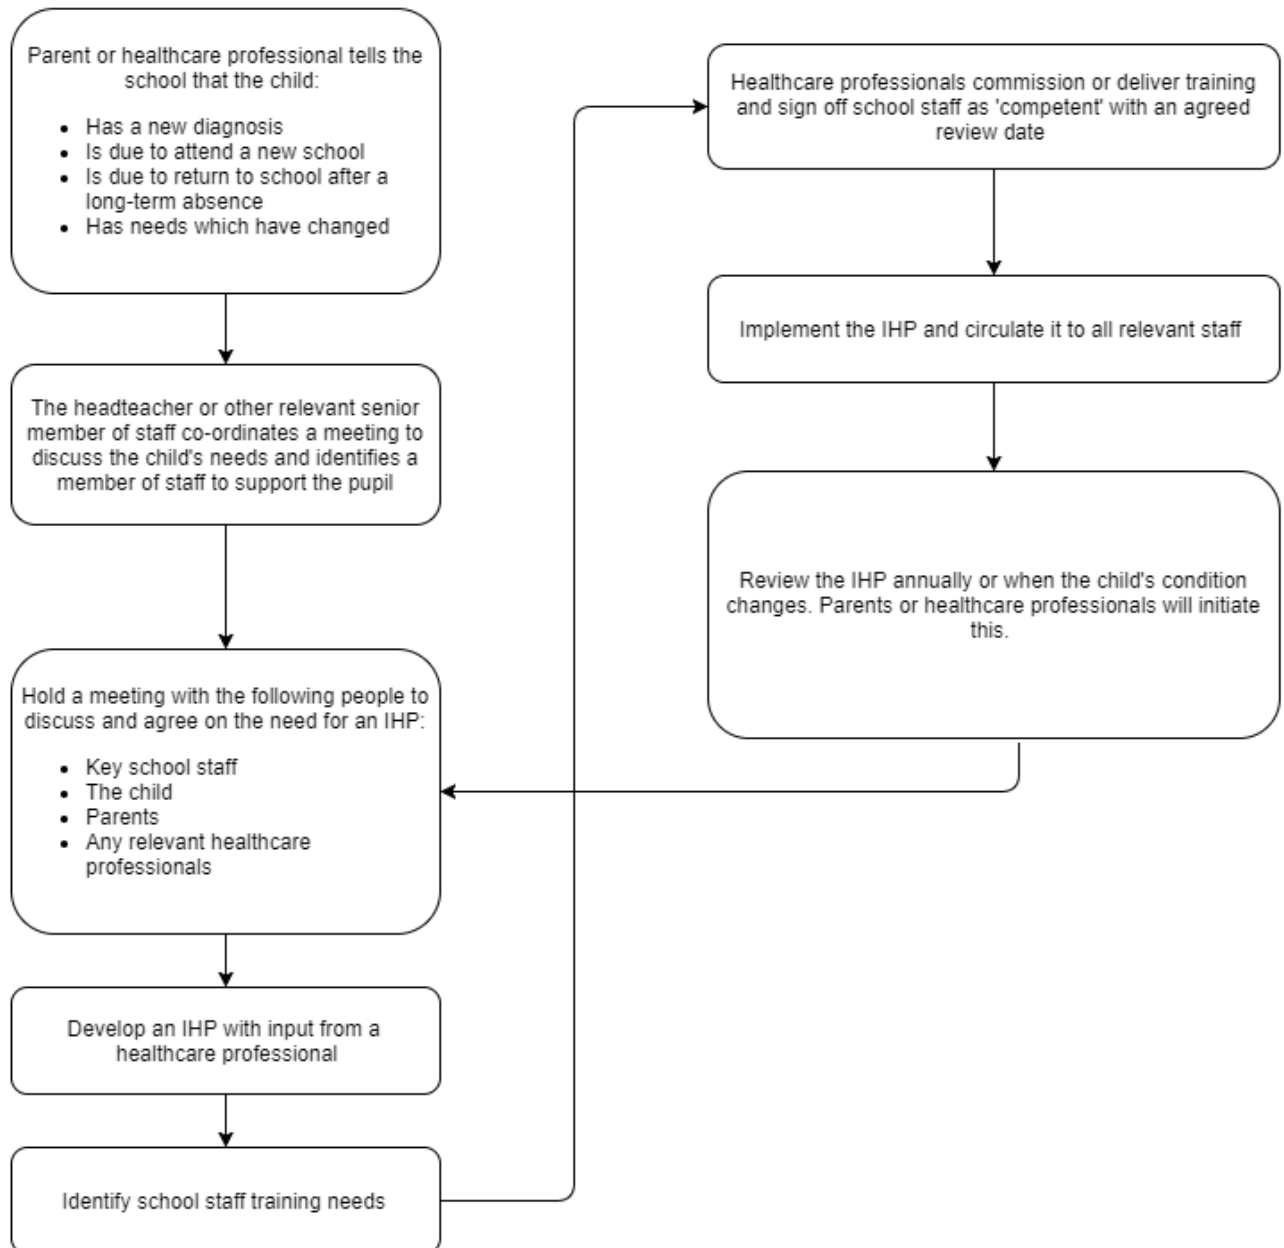 Parent or healthcare professional tells the
school that the child:
• Has a new diagnosis
• Is due to attend a new school
• Is due to return to school after a
long-term absence
• Has needs which have changed
The headteacher or other relevant senior
member of staff co-ordinates a meeting to
discuss the child's needs and identifies a
member of staff to support the pupil
Hold a meeting with the following people to
discuss and agree on the need for an IHP:
• Key school staff
• The child
• Parents
• Any relevant healthcare
professionals
Develop an IHP with input from a
healthcare professional
Identify school staff training needs
Healthcare professionals commission or deliver training
and sign off school staff as 'competent' with an agreed
review date
Implement the IHP and circulate it to all relevant staff
Review the IHP annually or when the child's condition
changes. Parents or healthcare professionals will initiate
this.